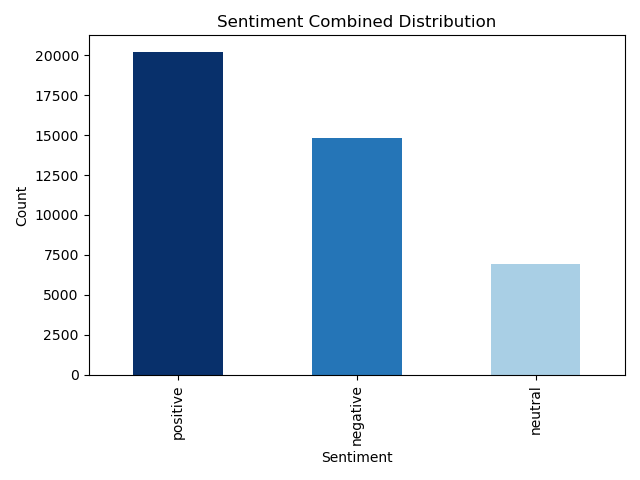 Sentiment Combined Distribution
Count
20000
17500
15000
12500
10000
7500
5000
2500
0
positive
negative
neutral
Sentiment